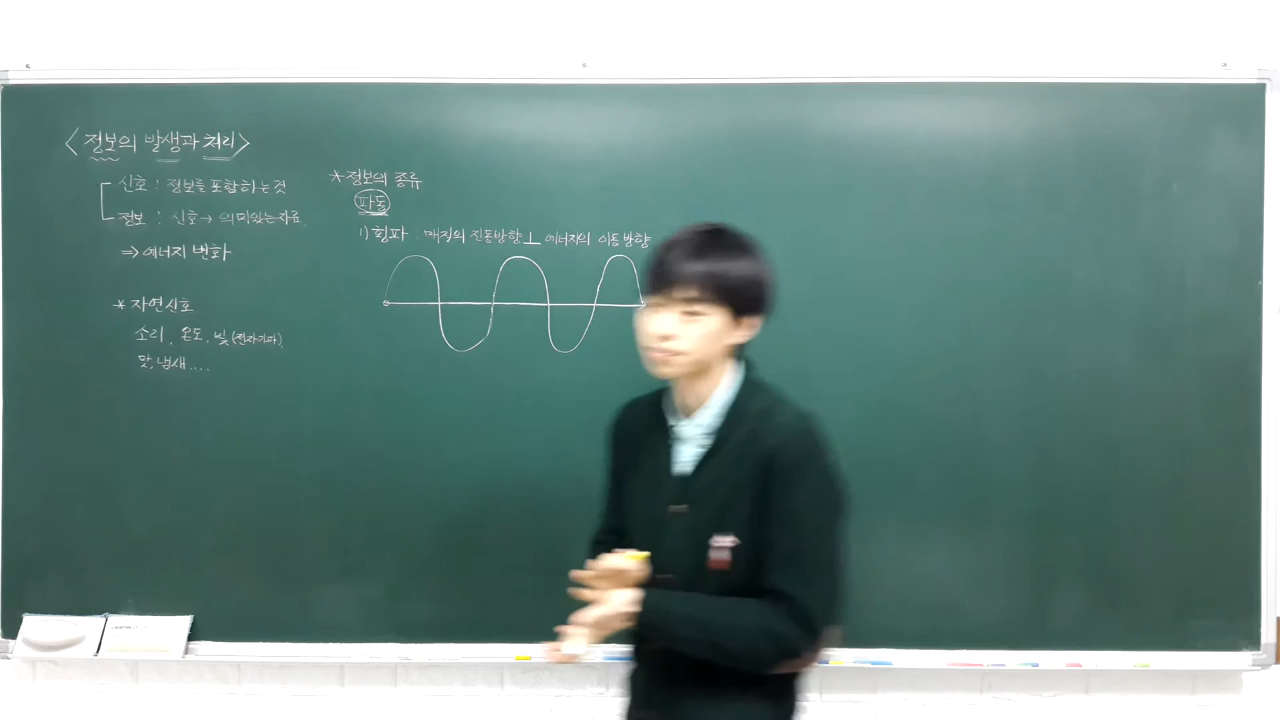 <정보의 발생과 처리>
신호 : 정보를 포함하는 것
정보 : 신호 → 의미있는 자료
⇒ 에너지 변화
* 자연신호
소리, 온도, 빛(전자기파),
맛, 냄새....
* 정보의 종류
파동
1) 횡파 : 매질의 진동방향 ⊥ 에너지의 이동방향